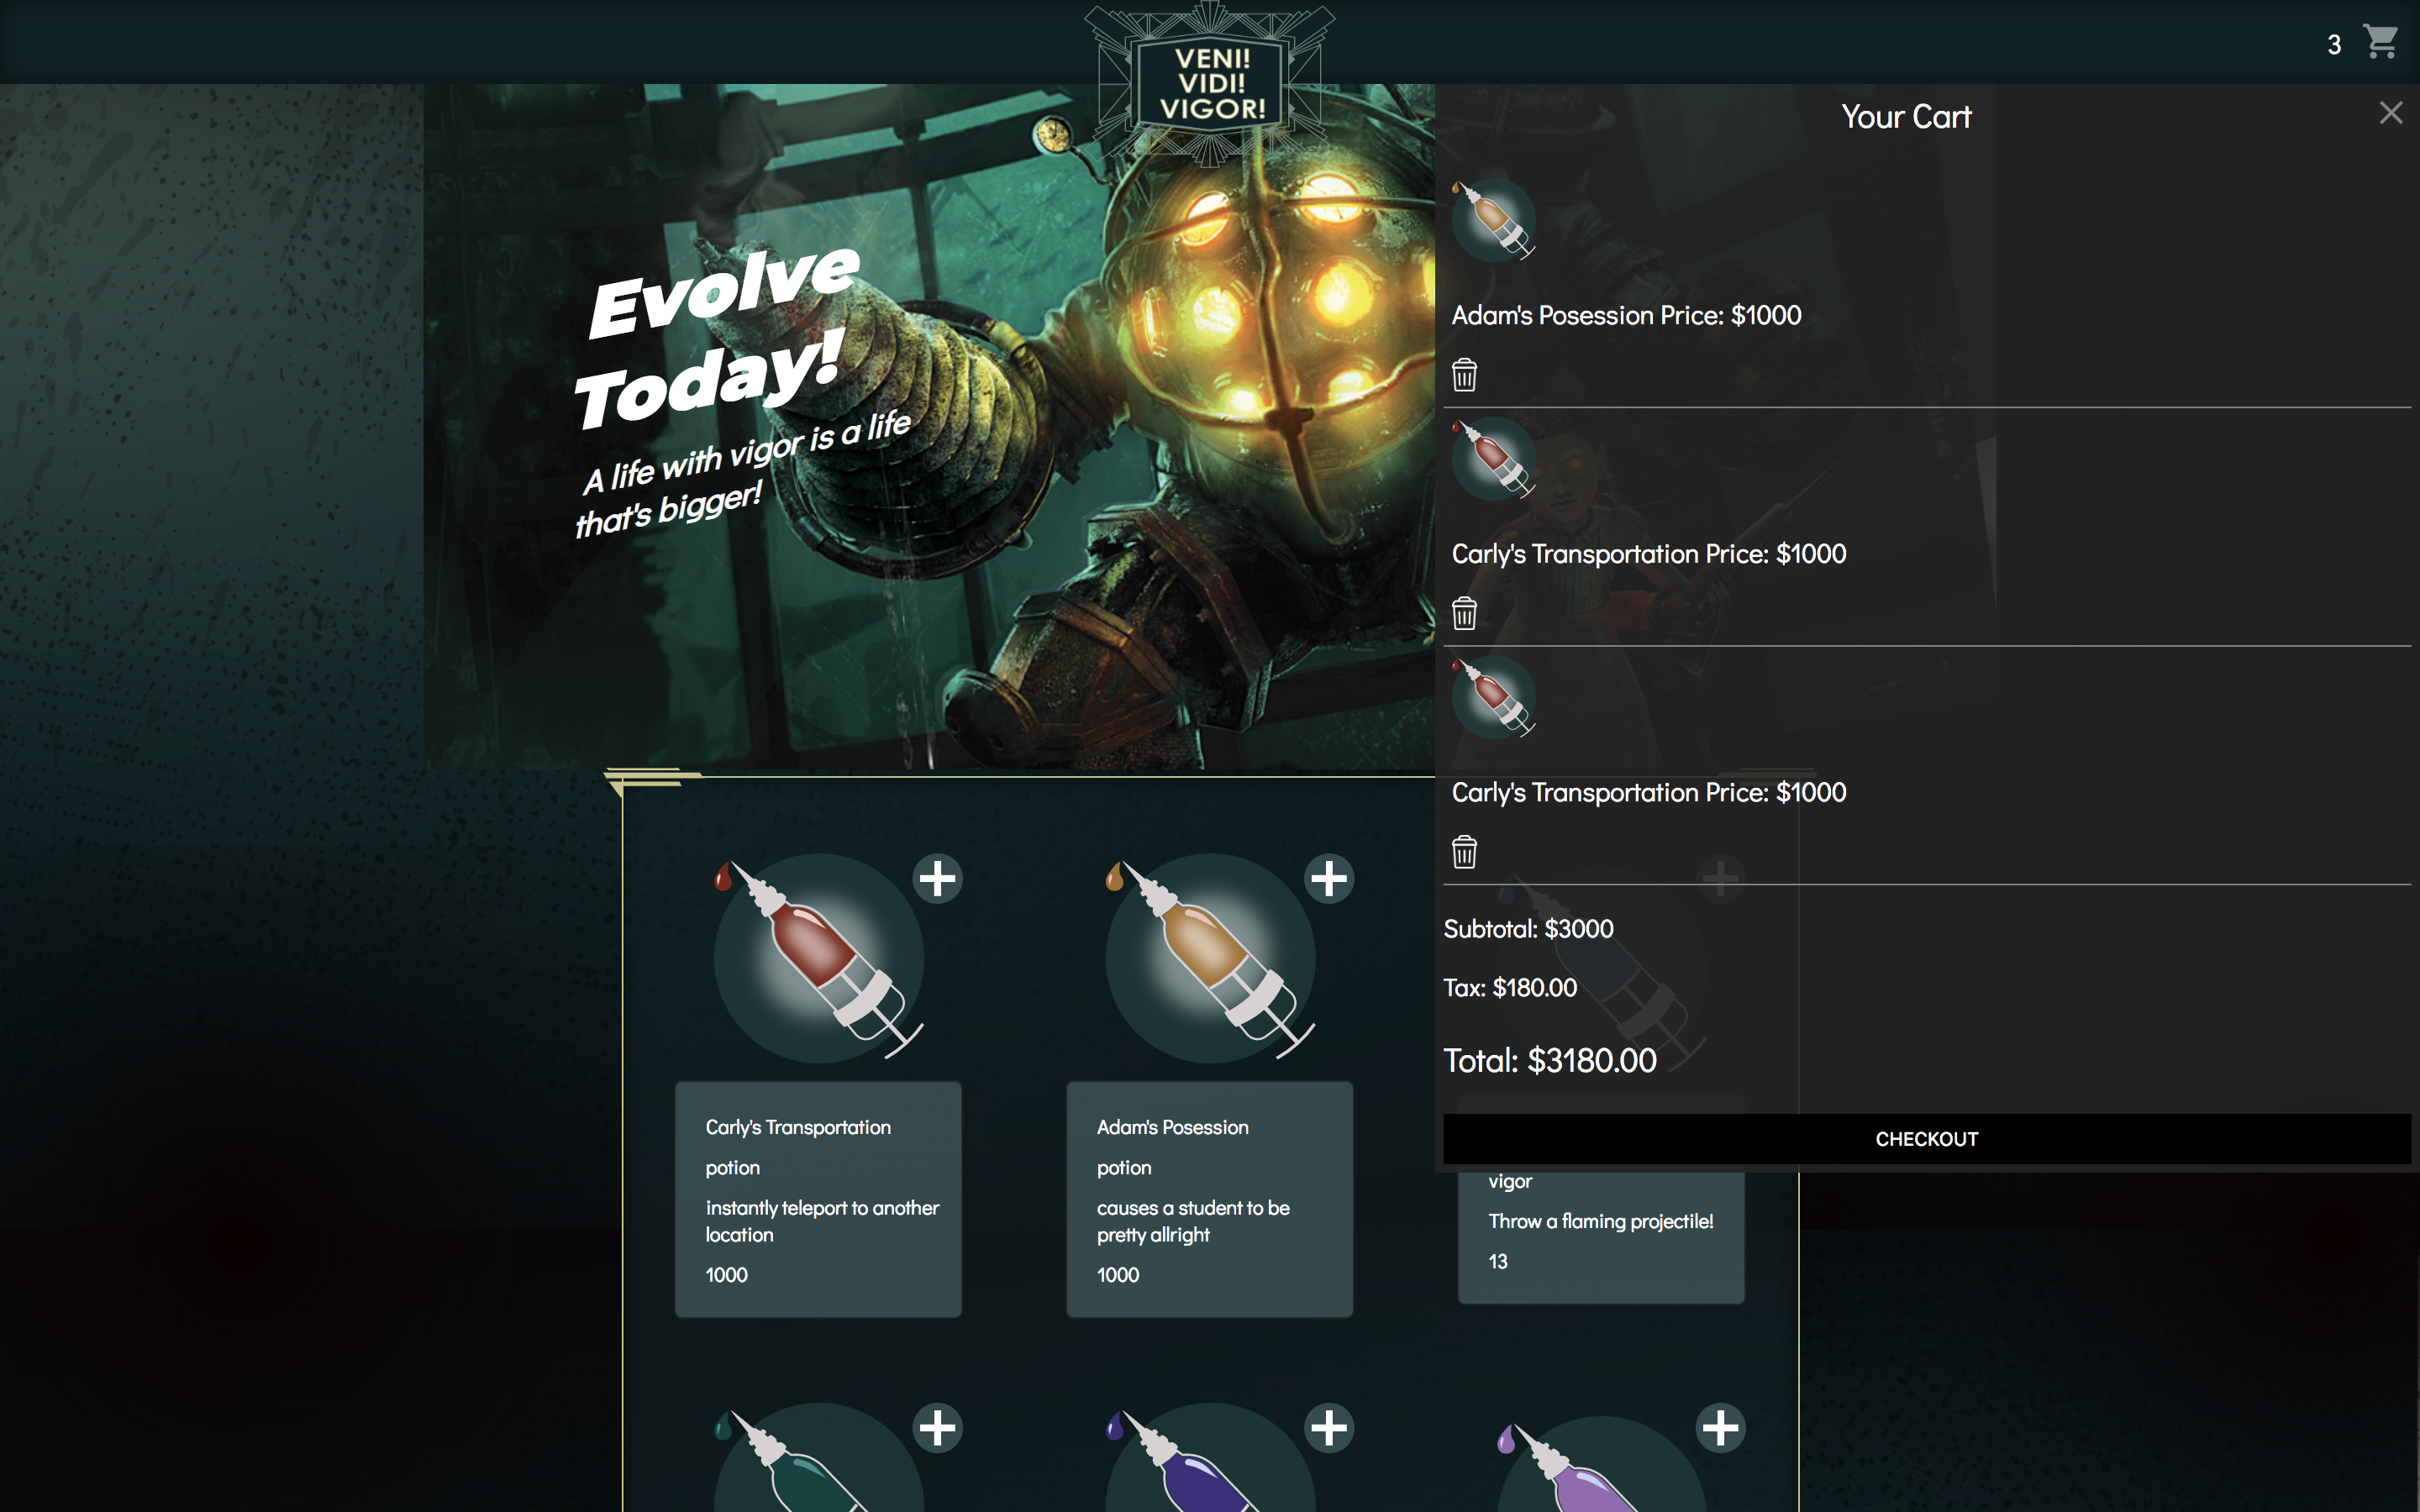 VENI!
VIDI!
VIGOR!
3
Evolve
Today!
A life with vigor is a life
that's bigger!
Your Cart
Adam's Posession Price: $1000
Carly's Transportation Price: $1000
Carly's Transportation Price: $1000
Subtotal: $3000
Tax: $180.00
Total: $3180.00
CHECKOUT
Carly's Transportation
potion
instantly teleport to another
location
1000
Adam's Posession
potion
causes a student to be
pretty allright
1000
vigor
Throw a flaming projectile!
13